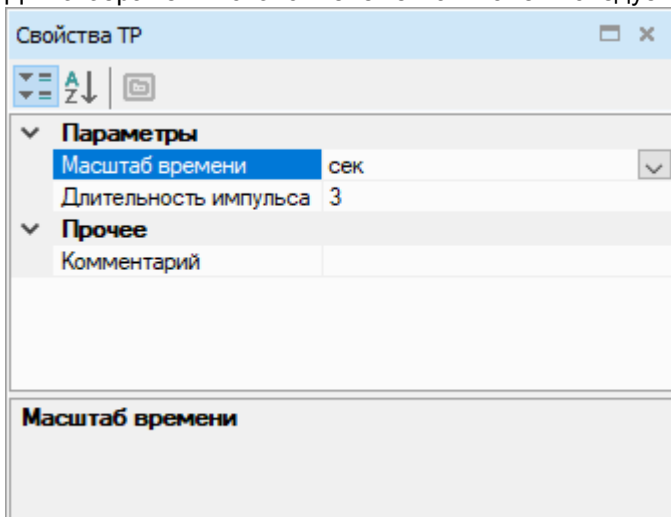 Свойства ТР
Параметры
Масштаб времени сек
Длительность импульса 3
Прочее
Комментарий
Масштаб времени